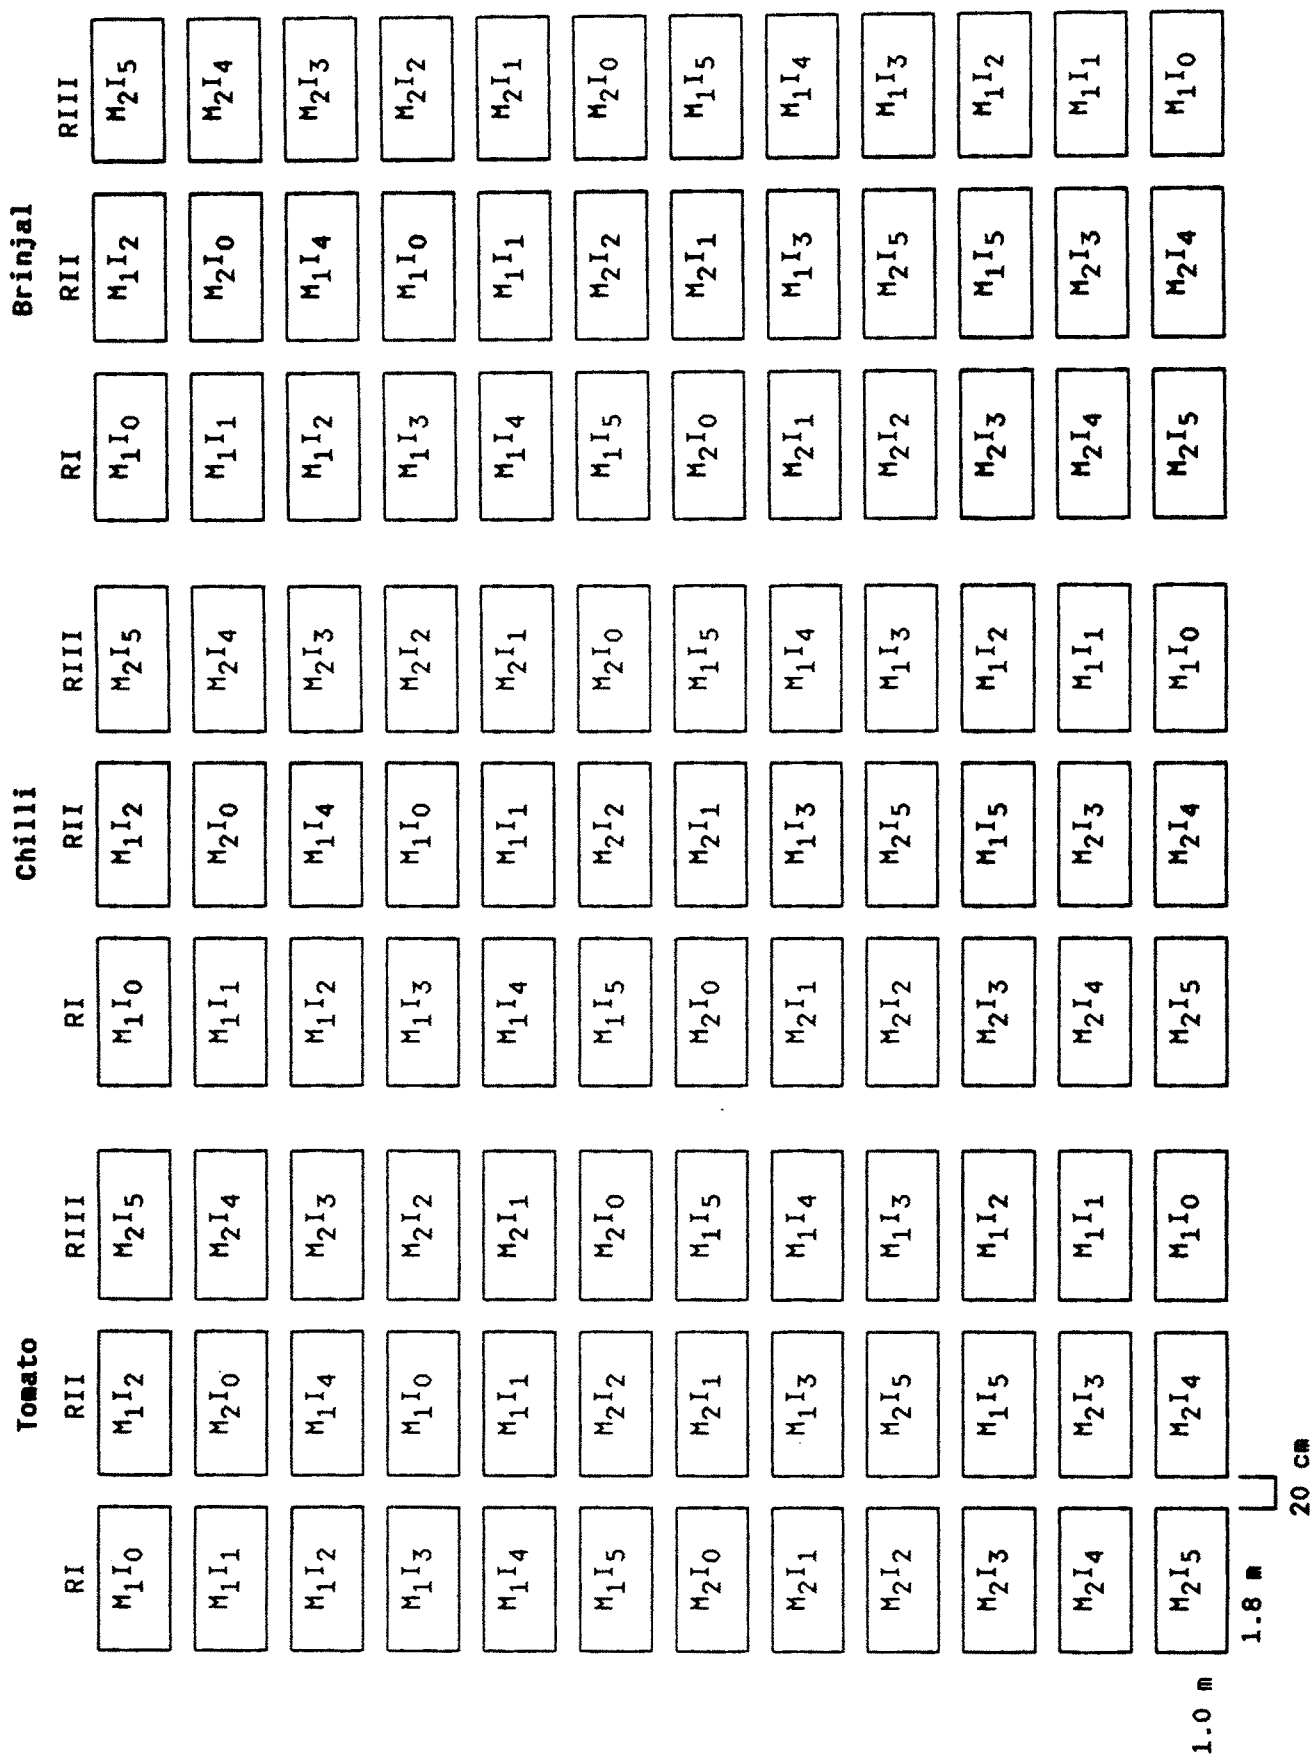 Tomato Chilli Brinjal
RI RII RIII RI RII RIII RI RII RIII
M₁I₀ M₁I₂ M₂I₅ M₁I₀ M₁I₂ M₂I₅ M₁I₀ M₁I₂ M₂I₅
M₁I₁ M₂I₀ M₂I₄ M₁I₁ M₂I₀ M₂I₄ M₁I₁ M₂I₀ M₂I₄
M₁I₂ M₁I₄ M₂I₃ M₁I₂ M₁I₄ M₂I₃ M₁I₂ M₁I₄ M₂I₃
M₁I₃ M₁I₀ M₂I₂ M₁I₃ M₁I₀ M₂I₂ M₁I₃ M₁I₀ M₂I₂
M₁I₄ M₁I₁ M₂I₁ M₁I₄ M₁I₁ M₂I₁ M₁I₄ M₁I₁ M₂I₁
M₁I₅ M₂I₂ M₂I₀ M₁I₅ M₂I₂ M₂I₀ M₁I₅ M₂I₂ M₂I₀
M₂I₀ M₂I₁ M₁I₅ M₂I₀ M₂I₁ M₁I₅ M₂I₀ M₂I₁ M₁I₅
M₂I₁ M₁I₃ M₁I₄ M₂I₁ M₁I₃ M₁I₄ M₂I₁ M₁I₃ M₁I₄
M₂I₂ M₂I₅ M₁I₃ M₂I₂ M₂I₅ M₁I₃ M₂I₂ M₂I₅ M₁I₃
M₂I₃ M₁I₅ M₁I₂ M₂I₃ M₁I₅ M₁I₂ M₂I₃ M₁I₅ M₁I₂
M₂I₄ M₂I₃ M₁I₁ M₂I₄ M₂I₃ M₁I₁ M₂I₄ M₂I₃ M₁I₁
M₂I₅ M₂I₄ M₁I₀ M₂I₅ M₂I₄ M₁I₀ M₂I₅ M₂I₄ M₁I₀
1.0 m
1.8 m
20 cm